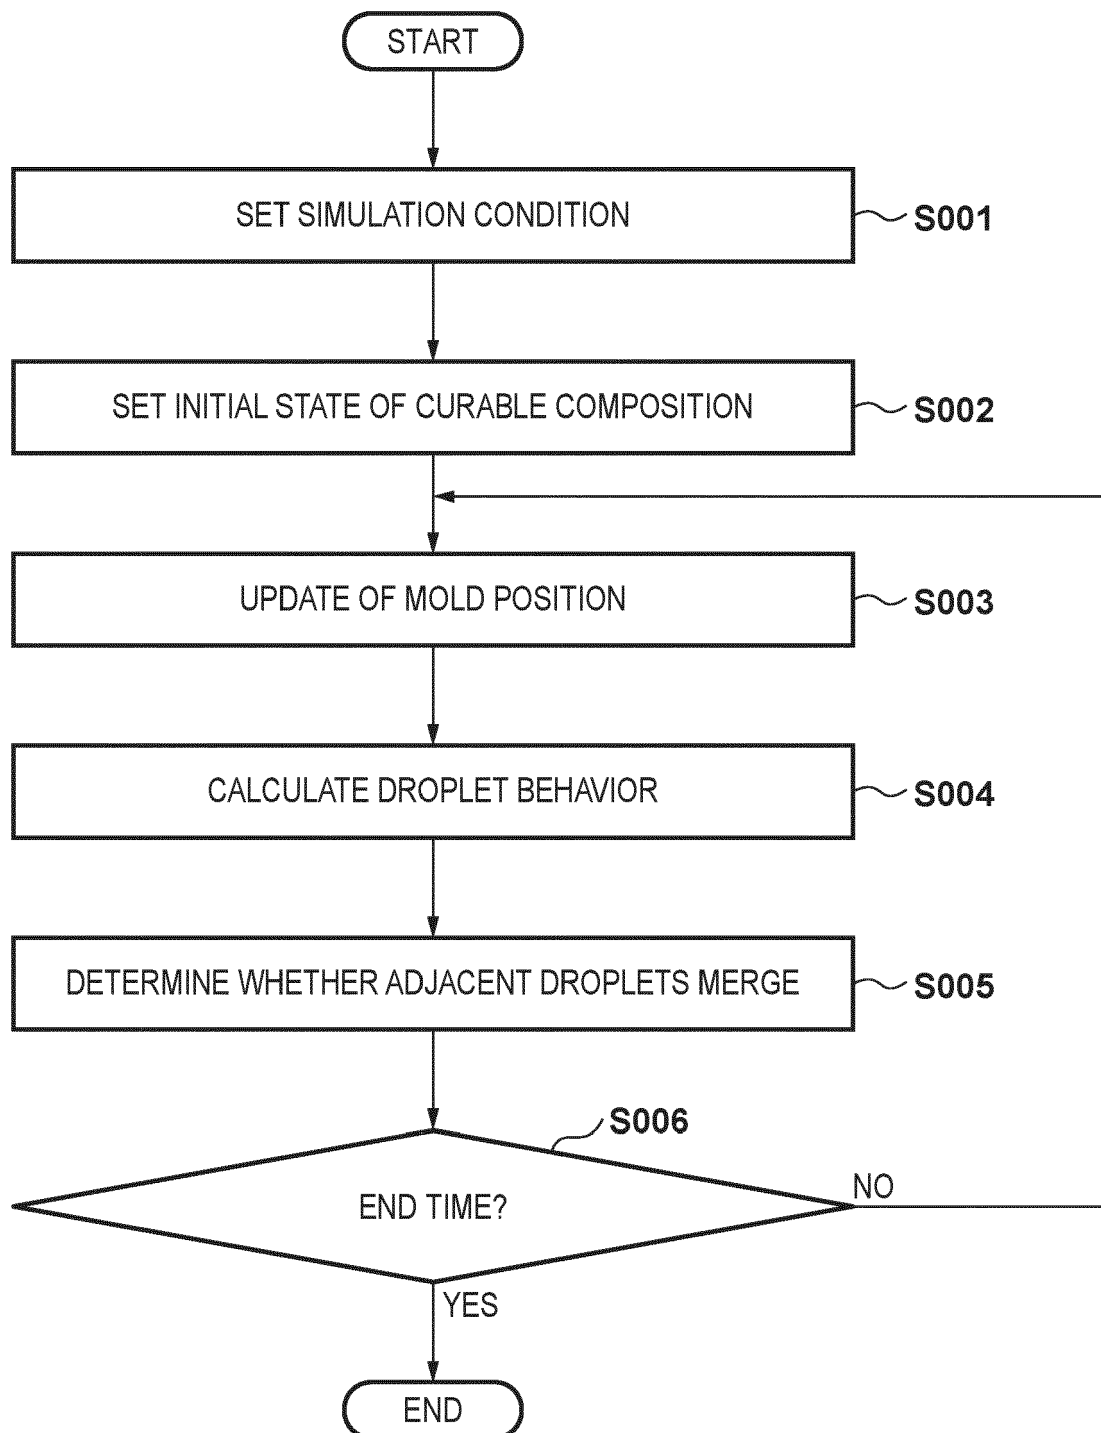 START
SET SIMULATION CONDITION
S001
SET INITIAL STATE OF CURABLE COMPOSITION
S002
UPDATE OF MOLD POSITION
S003
CALCULATE DROPLET BEHAVIOR
S004
DETERMINE WHETHER ADJACENT DROPLETS MERGE
S005
S006
END TIME?
NO
YES
END